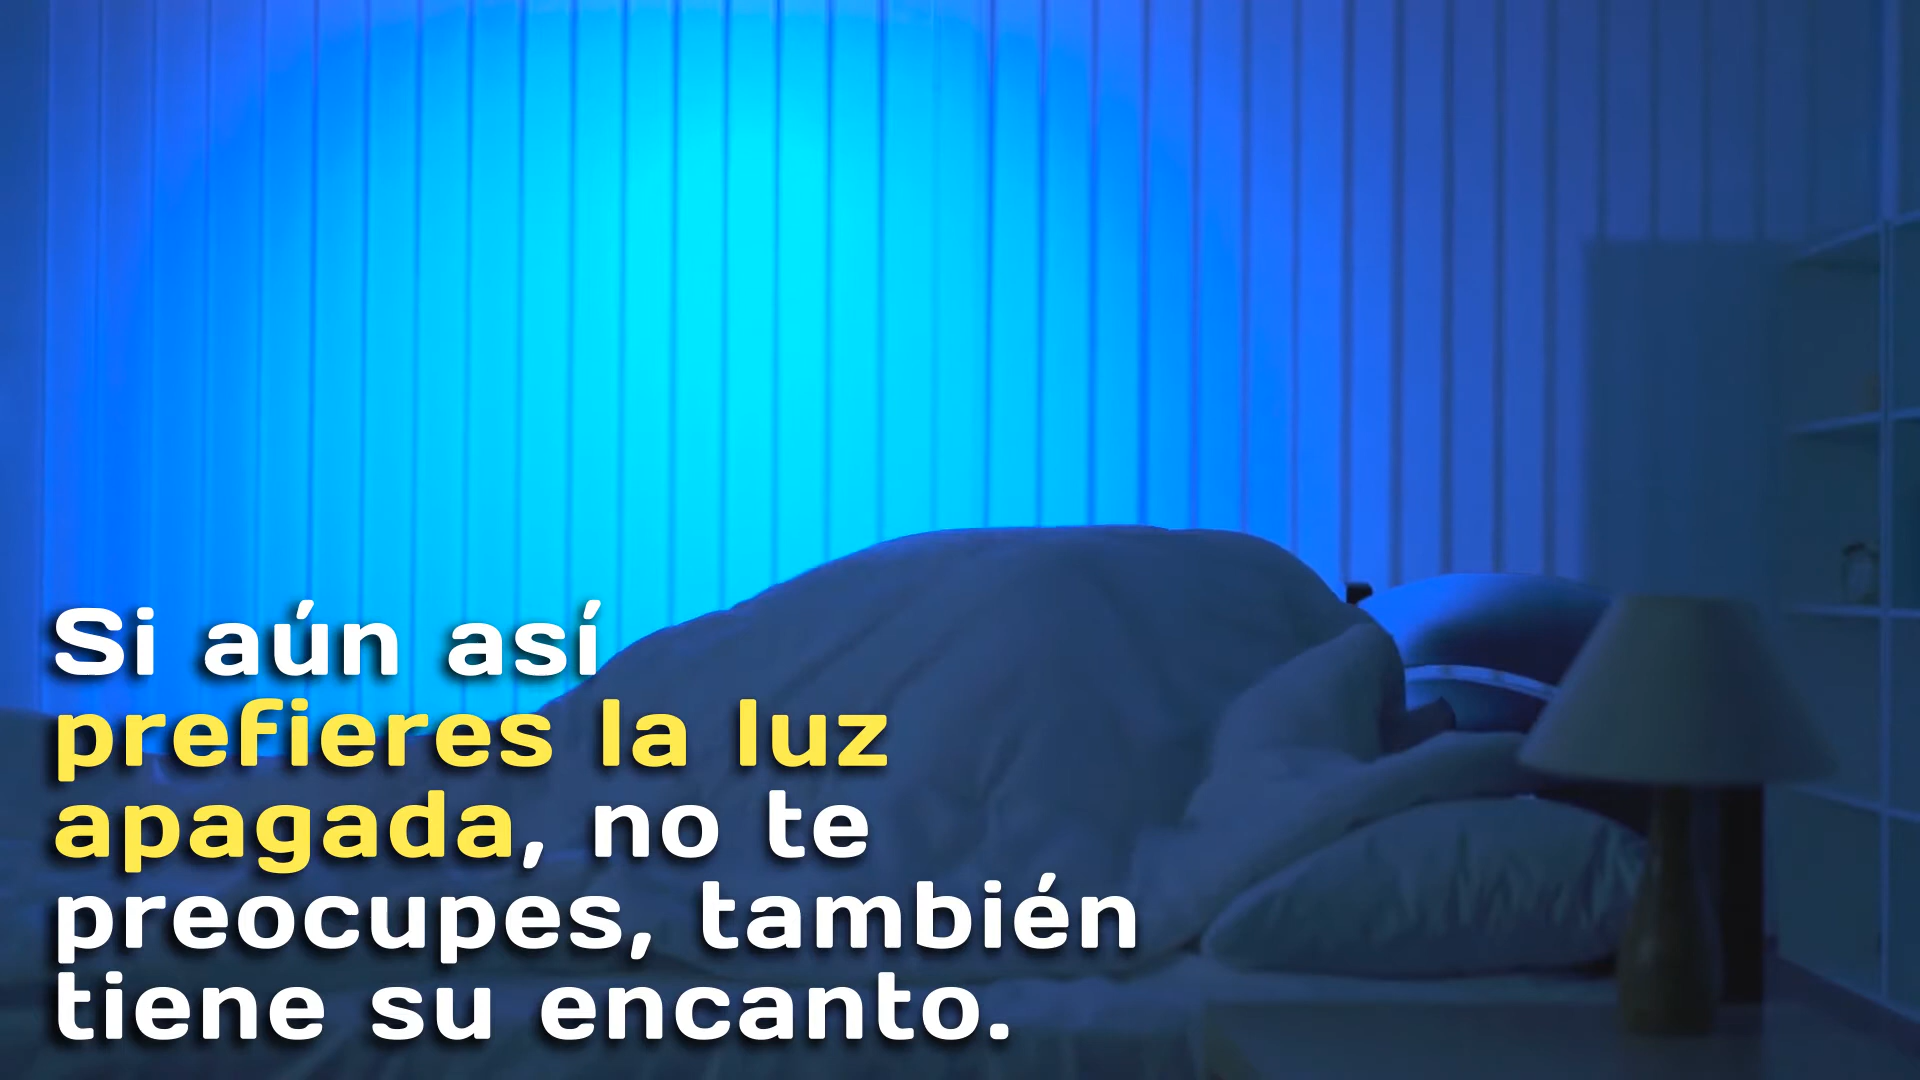 Si aún así
prefieres la luz
apagada, no te
preocupes, también
tiene su encanto.